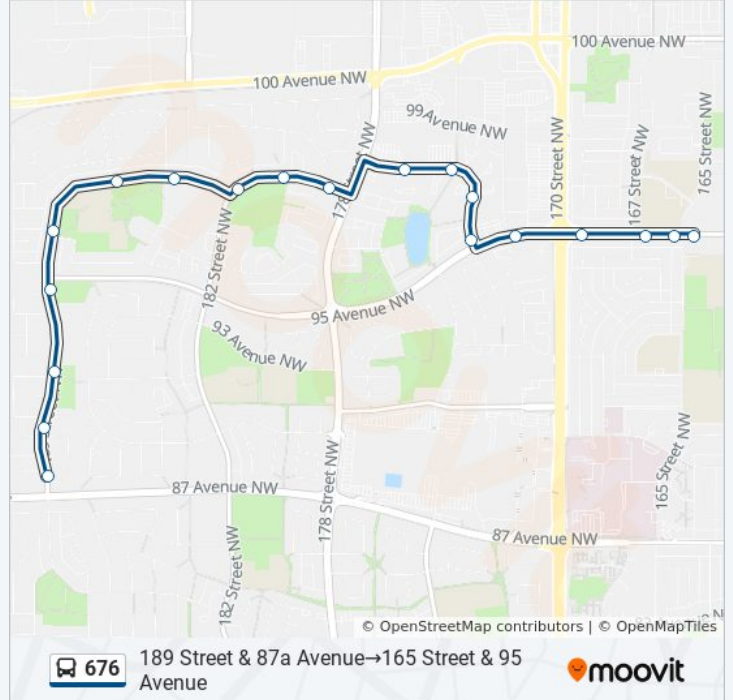 100 Avenue NW
100 Avenue NW
99 Avenue NW
178 Street NW
170 Street NW
167 Street NW
165 Street NW
182 Street NW
95 Avenue NW
93 Avenue NW
87 Avenue NW
178 Street NW
165 Street NW
87 Avenue NW
182 Street NW
© OpenStreetMap contributors | © OpenMapTiles
676
189 Street & 87a Avenue→165 Street & 95
Avenue
moovit